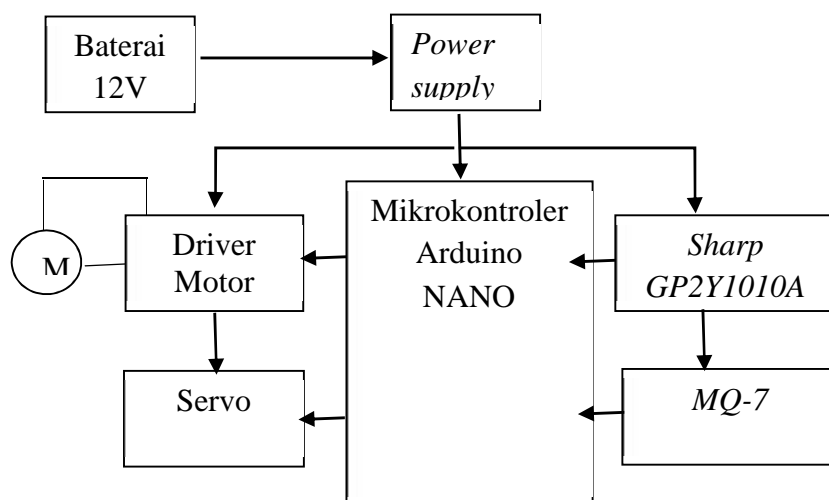 Baterai
12V
Power
supply
Mikrokontroler
Arduino
NANO
Driver
Motor
M
Sharp
GP2Y1010A
Servo
MQ-7